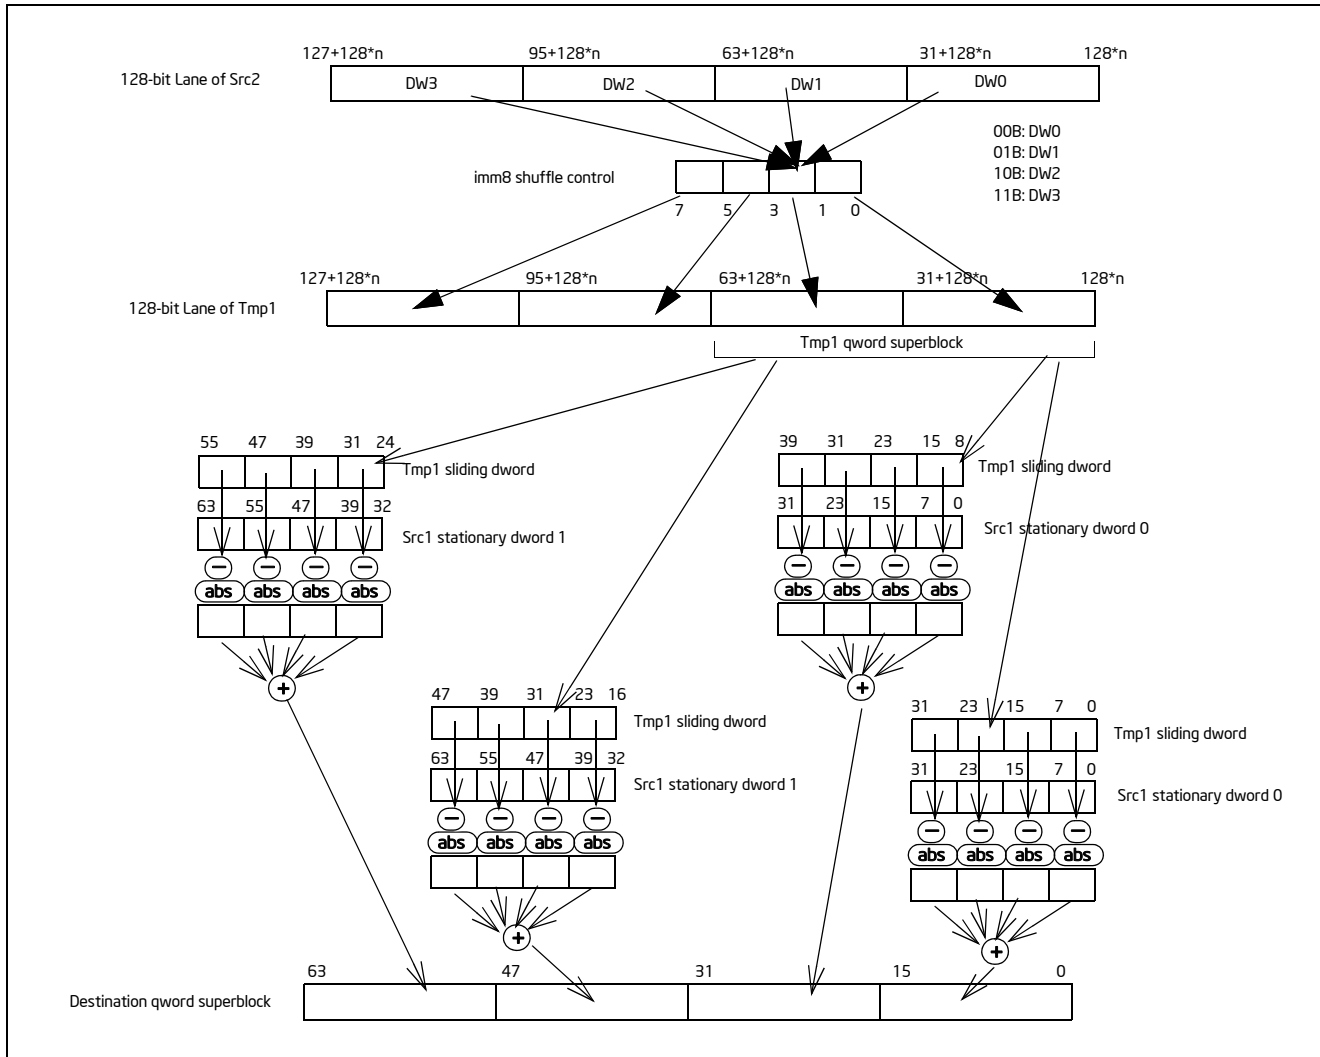 127+128*n 95+128*n 63+128*n 31+128*n 128*n
128-bit Lane of Src2
DW3 DW2 DW1 DW0
00B: DW0
01B: DW1
10B: DW2
11B: DW3
imm8 shuffle control
7 5 3 1 0
127+128*n 95+128*n 63+128*n 31+128*n 128*n
128-bit Lane of Tmp1
Tmp1 qword superblock
55 47 39 31 24
Tmp1 sliding dword
63 55 47 39 32
Src1 stationary dword 1
− − − −
abs abs abs abs
+
39 31 23 15 8
Tmp1 sliding dword
31 23 15 7 0
Src1 stationary dword 0
− − − −
abs abs abs abs
+
47 39 31 23 16
Tmp1 sliding dword
63 55 47 39 32
Src1 stationary dword 1
− − − −
abs abs abs abs
+
31 23 15 7 0
Tmp1 sliding dword
31 23 15 7 0
Src1 stationary dword 0
− − − −
abs abs abs abs
+
63 47 31 15 0
Destination qword superblock